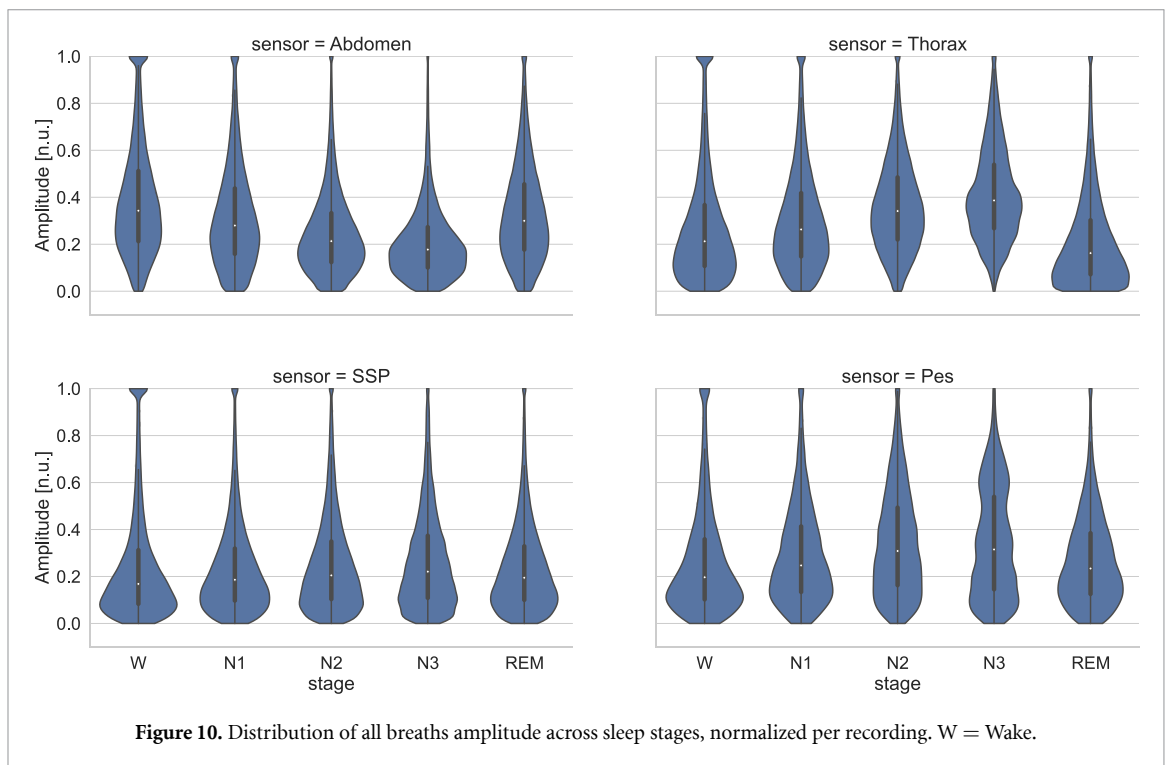 sensor = Abdomen
sensor = Thorax
1.0
0.8
0.6
0.4
0.2
0.0
Amplitude [n.u.]
sensor = SSP
sensor = Pes
1.0
0.8
0.6
0.4
0.2
0.0
Amplitude [n.u.]
W N1 N2 N3 REM
stage
W N1 N2 N3 REM
stage
Figure 10. Distribution of all breaths amplitude across sleep stages, normalized per recording. W = Wake.